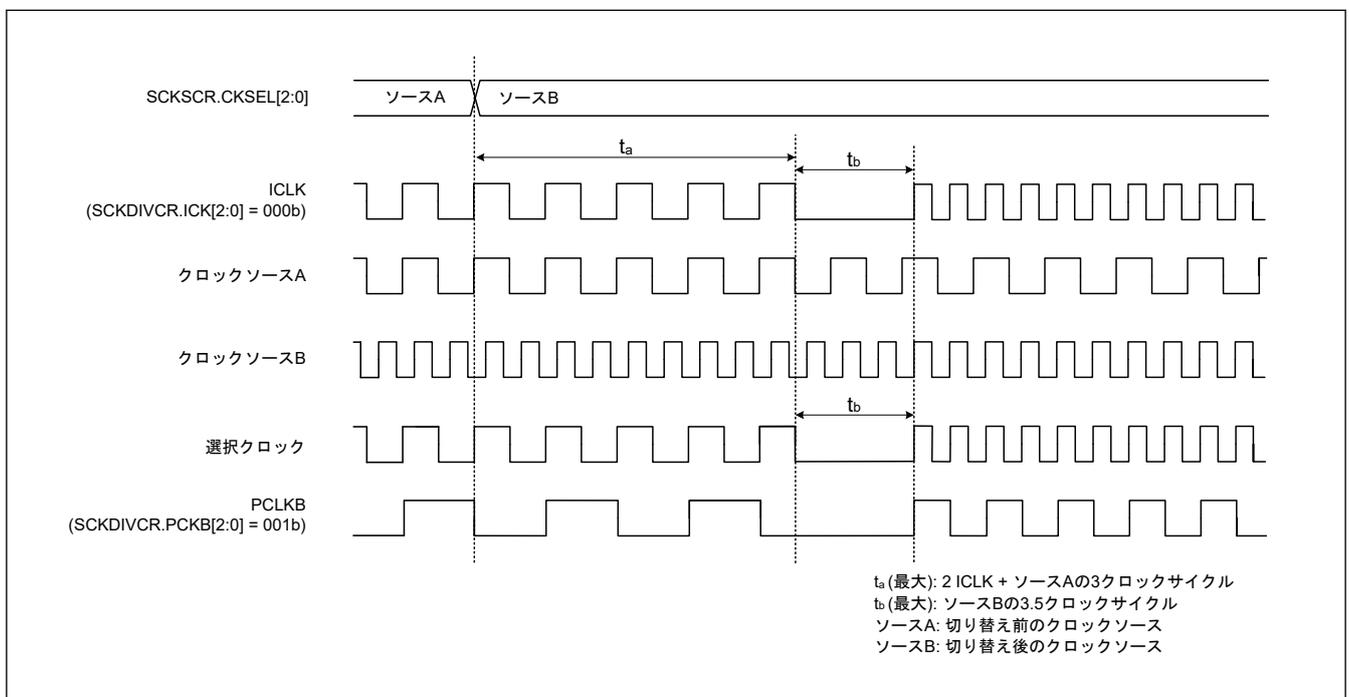 SCKSCR.CKSEL[2:0]
ソースA
ソースB
ta
tb
ICLK
(SCKDIVCR.ICK[2:0] = 000b)
クロックソースA
クロックソースB
tb
選択クロック
PCLKB
(SCKDIVCR.PCKB[2:0] = 001b)
ta (最大): 2 ICLK + ソースAの3クロックサイクル
tb (最大): ソースBの3.5クロックサイクル
ソースA: 切り替え前のクロックソース
ソースB: 切り替え後のクロックソース